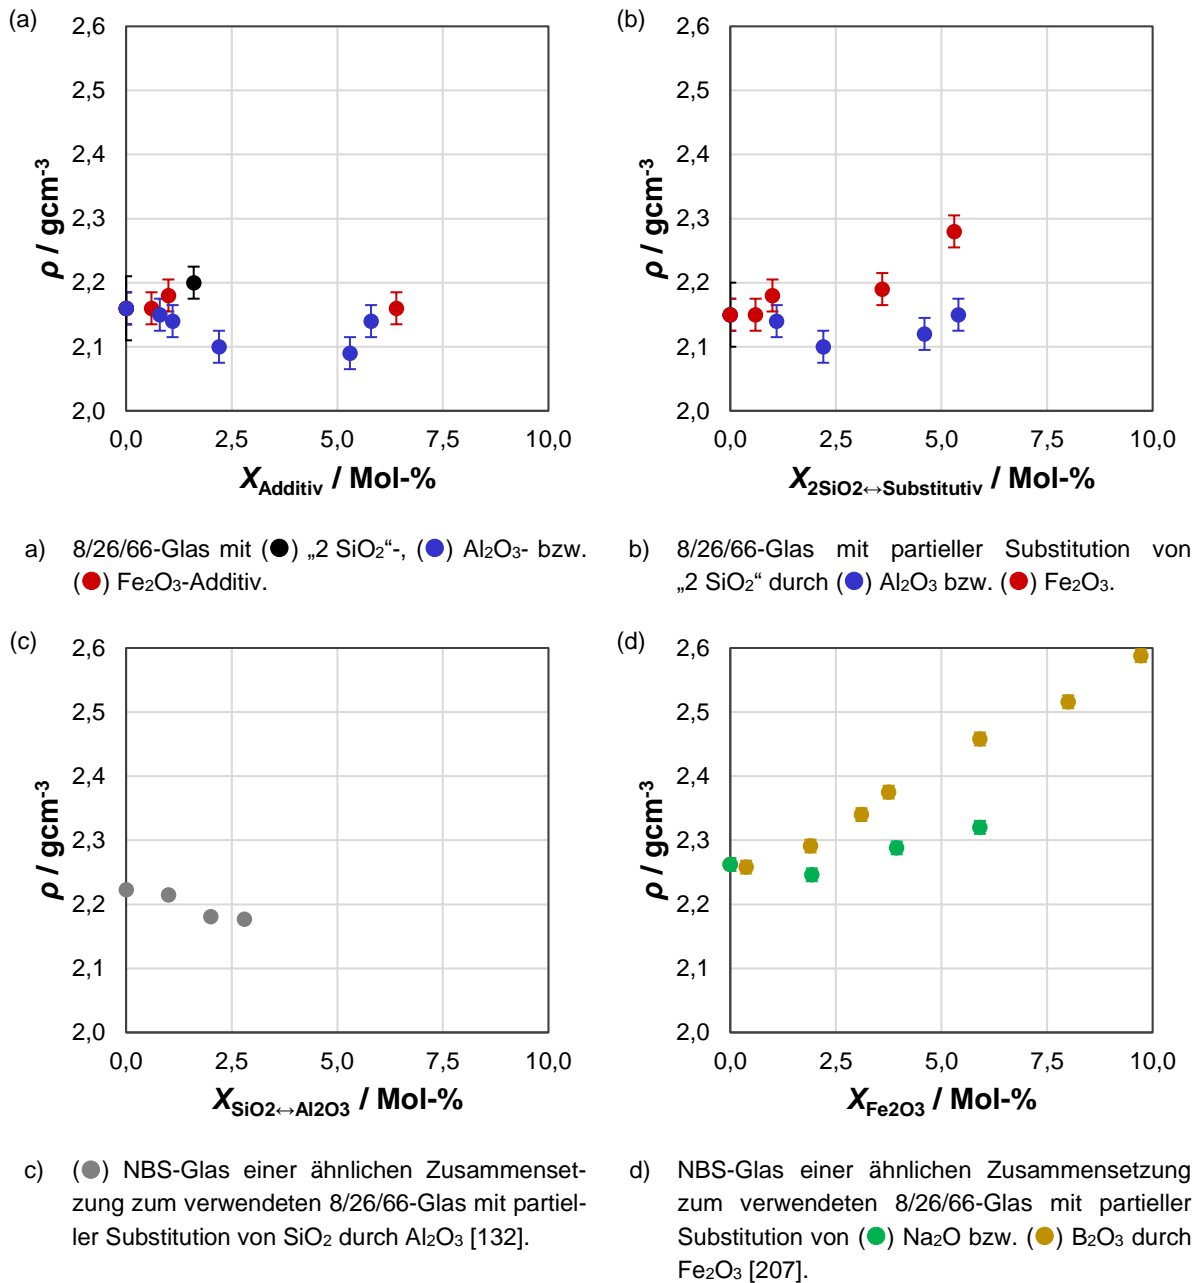 (a)
2,6
2,5
2,4
2,3
2,2
2,1
2,0
ρ / gcm-3
0,0 2,5 5,0 7,5 10,0
XAdditiv / Mol-%
(b)
2,6
2,5
2,4
2,3
2,2
2,1
2,0
ρ / gcm-3
0,0 2,5 5,0 7,5 10,0
X2SiO2↔Substitutiv / Mol-%
a) 8/26/66-Glas mit (●) „2 SiO2“-, (●) Al2O3- bzw.
(●) Fe2O3-Additiv.
b) 8/26/66-Glas mit partieller Substitution von
„2 SiO2“ durch (●) Al2O3 bzw. (●) Fe2O3.
(c)
2,6
2,5
2,4
2,3
2,2
2,1
2,0
ρ / gcm-3
0,0 2,5 5,0 7,5 10,0
XSiO2↔Al2O3 / Mol-%
(d)
2,6
2,5
2,4
2,3
2,2
2,1
2,0
ρ / gcm-3
0,0 2,5 5,0 7,5 10,0
XFe2O3 / Mol-%
c) (●) NBS-Glas einer ähnlichen Zusammenset-
zung zum verwendeten 8/26/66-Glas mit partiel-
ler Substitution von SiO2 durch Al2O3 [132].
d) NBS-Glas einer ähnlichen Zusammensetzung
zum verwendeten 8/26/66-Glas mit partieller
Substitution von (●) Na2O bzw. (●) B2O3 durch
Fe2O3 [207].